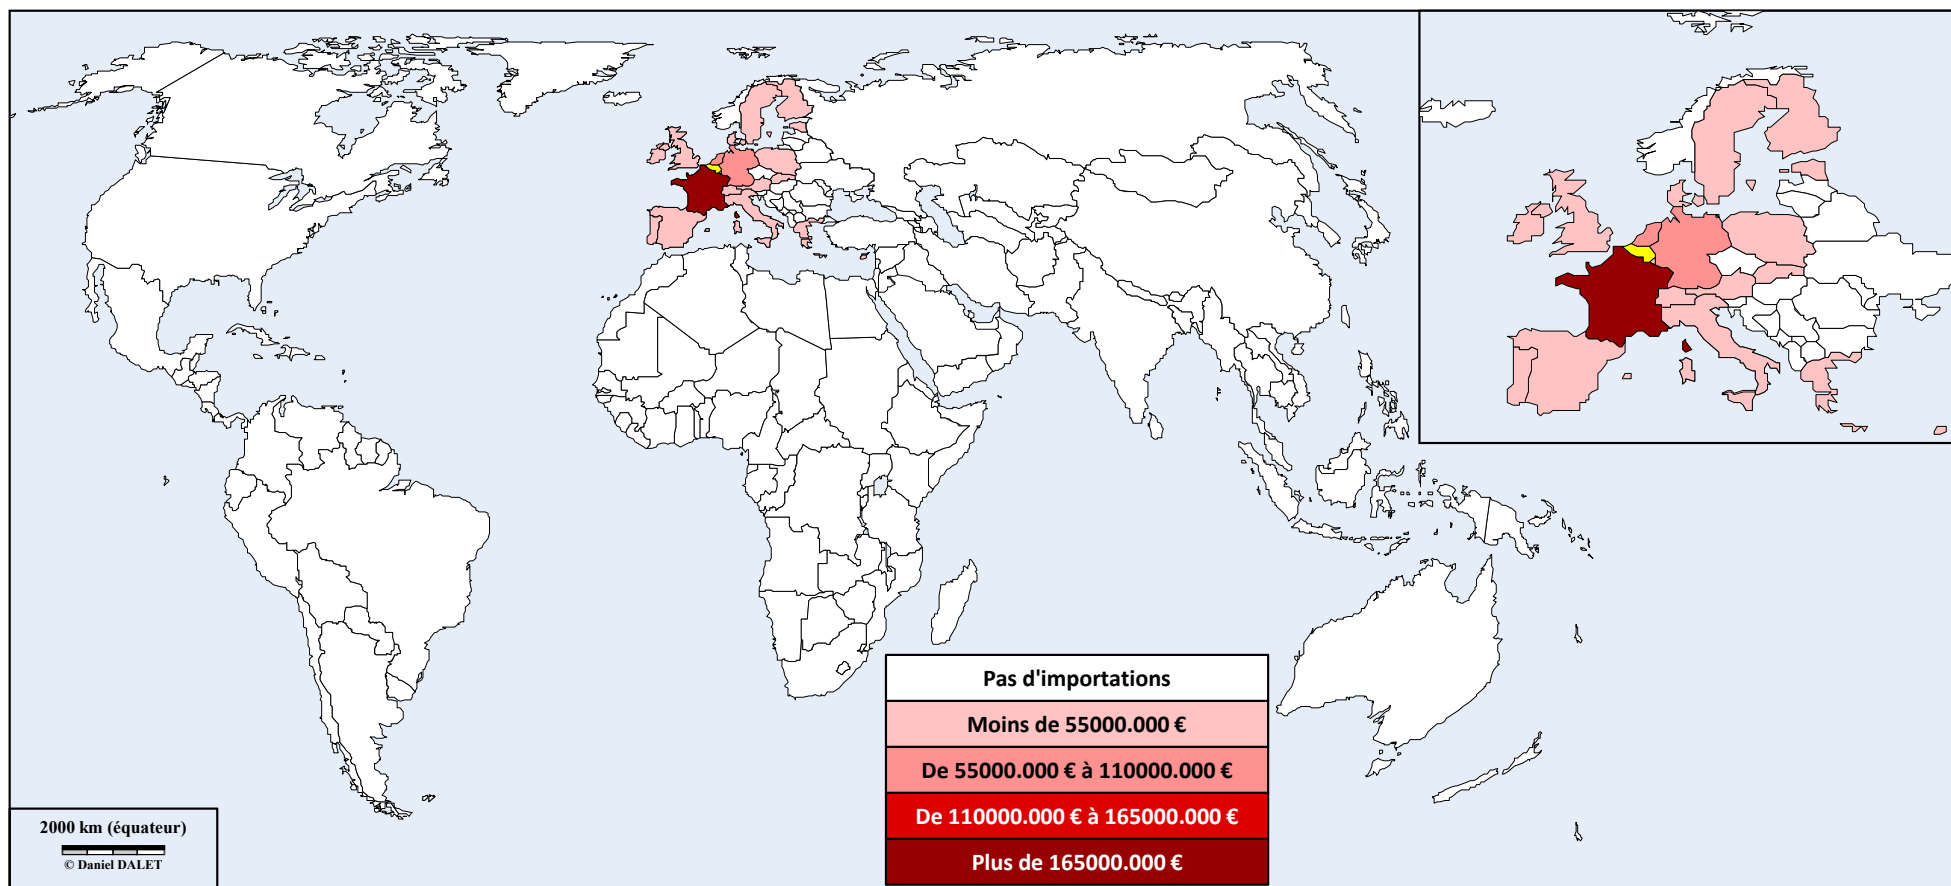 Pas d'importations
Moins de 55000.000 €
De 55000.000 € à 110000.000 €
De 110000.000 € à 165000.000 €
Plus de 165000.000 €
2000 km (équateur)
© Daniel DALET